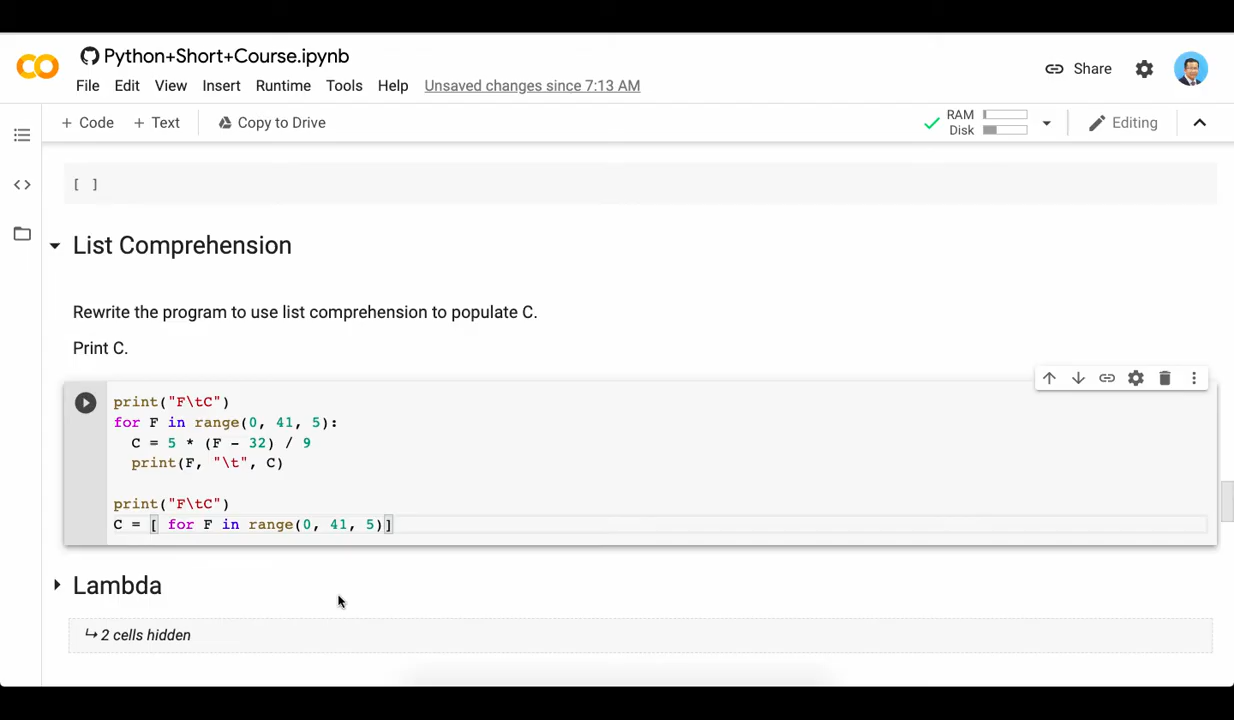 Python+Short+Course.ipynb
File Edit View Insert Runtime Tools Help Unsaved changes since 7:13 AM
Share
+ Code + Text Copy to Drive
RAM
Disk
Editing
[ ]
List Comprehension
Rewrite the program to use list comprehension to populate C.
Print C.
print("F\tC")
for F in range(0, 41, 5):
  C = 5 * (F - 32) / 9
  print(F, "\t", C)
print("F\tC")
C = [ for F in range(0, 41, 5)]
Lambda
2 cells hidden